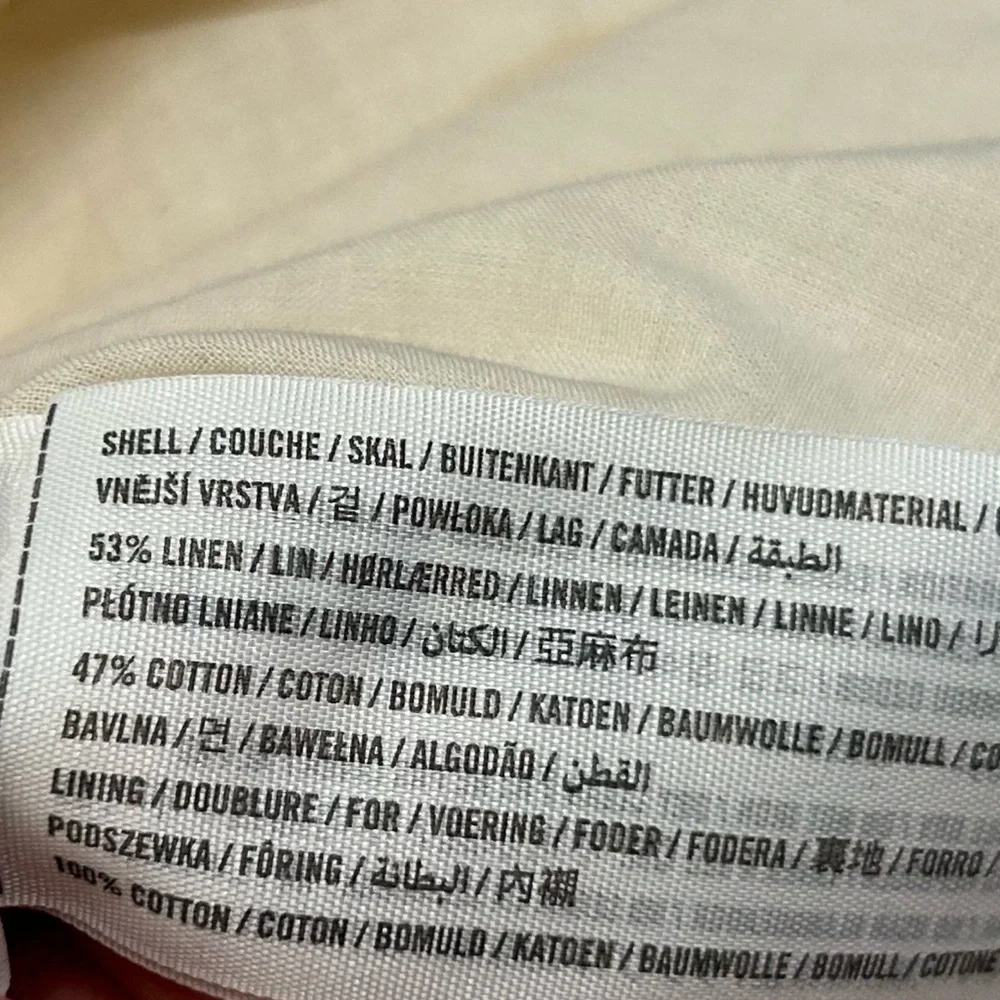 SHELL / COUCHE / SKAL / BUITENKANT / FUTTER / HUVUDMATERIAL /
VNĚJŠÍ VRSTVA / 겉 / POWŁOKA / LAG / CAMADA / الطبقة
53% LINEN / LIN / HØRLÆRRED / LINNEN / LEINEN / LINNE / LINO /
PŁÓTNO LNIANE / LINHO / الكتان / 亞麻布
47% COTTON / COTON / BOMULD / KATOEN / BAUMWOLLE / BOMULL / CO
BAVLNA / 면 / BAWEŁNA / ALGODÃO / القطن
LINING / DOUBLURE / FOR / VOERING / FODER / FODERA / 裏地 / FORRO /
PODSZEWKA / FÔRING / البطانة / 內襯
100% COTTON / COTON / BOMULD / KATOEN / BAUMWOLLE / BOMULL / COTONE